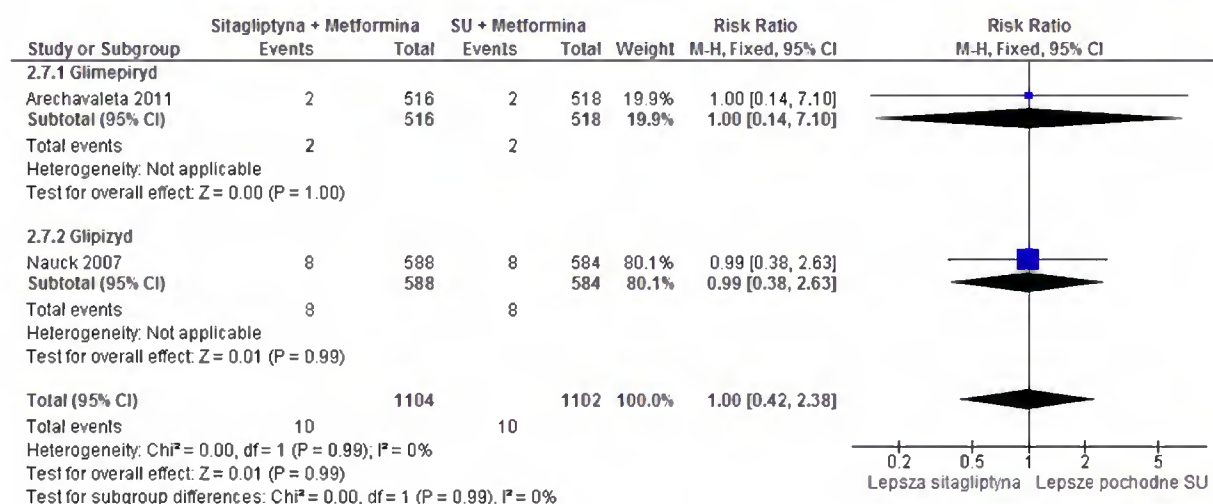 Sitagliptyna + Metformina SU + Metformina Risk Ratio Risk Ratio
Study or Subgroup Events Total Events Total Weight M-H, Fixed, 95% CI M-H, Fixed, 95% CI
2.7.1 Glimepiryd
Arechavaleta 2011 2 516 2 518 19.9% 1.00 [0.14, 7.10]
Subtotal (95% CI) 516 518 19.9% 1.00 [0.14, 7.10]
Total events 2 2
Heterogeneity: Not applicable
Test for overall effect: Z = 0.00 (P = 1.00)
2.7.2 Glipizyd
Nauck 2007 8 588 8 584 80.1% 0.99 [0.38, 2.63]
Subtotal (95% CI) 588 584 80.1% 0.99 [0.38, 2.63]
Total events 8 8
Heterogeneity: Not applicable
Test for overall effect: Z = 0.01 (P = 0.99)
Total (95% CI) 1104 1102 100.0% 1.00 [0.42, 2.38]
Total events 10 10
Heterogeneity: Chi² = 0.00, df = 1 (P = 0.99); I² = 0%
Test for overall effect: Z = 0.01 (P = 0.99)
Test for subgroup differences: Chi² = 0.00, df = 1 (P = 0.99), I² = 0%
0.2 0.5 1 2 5
Lepsza sitagliptyna Lepsze pochodne SU